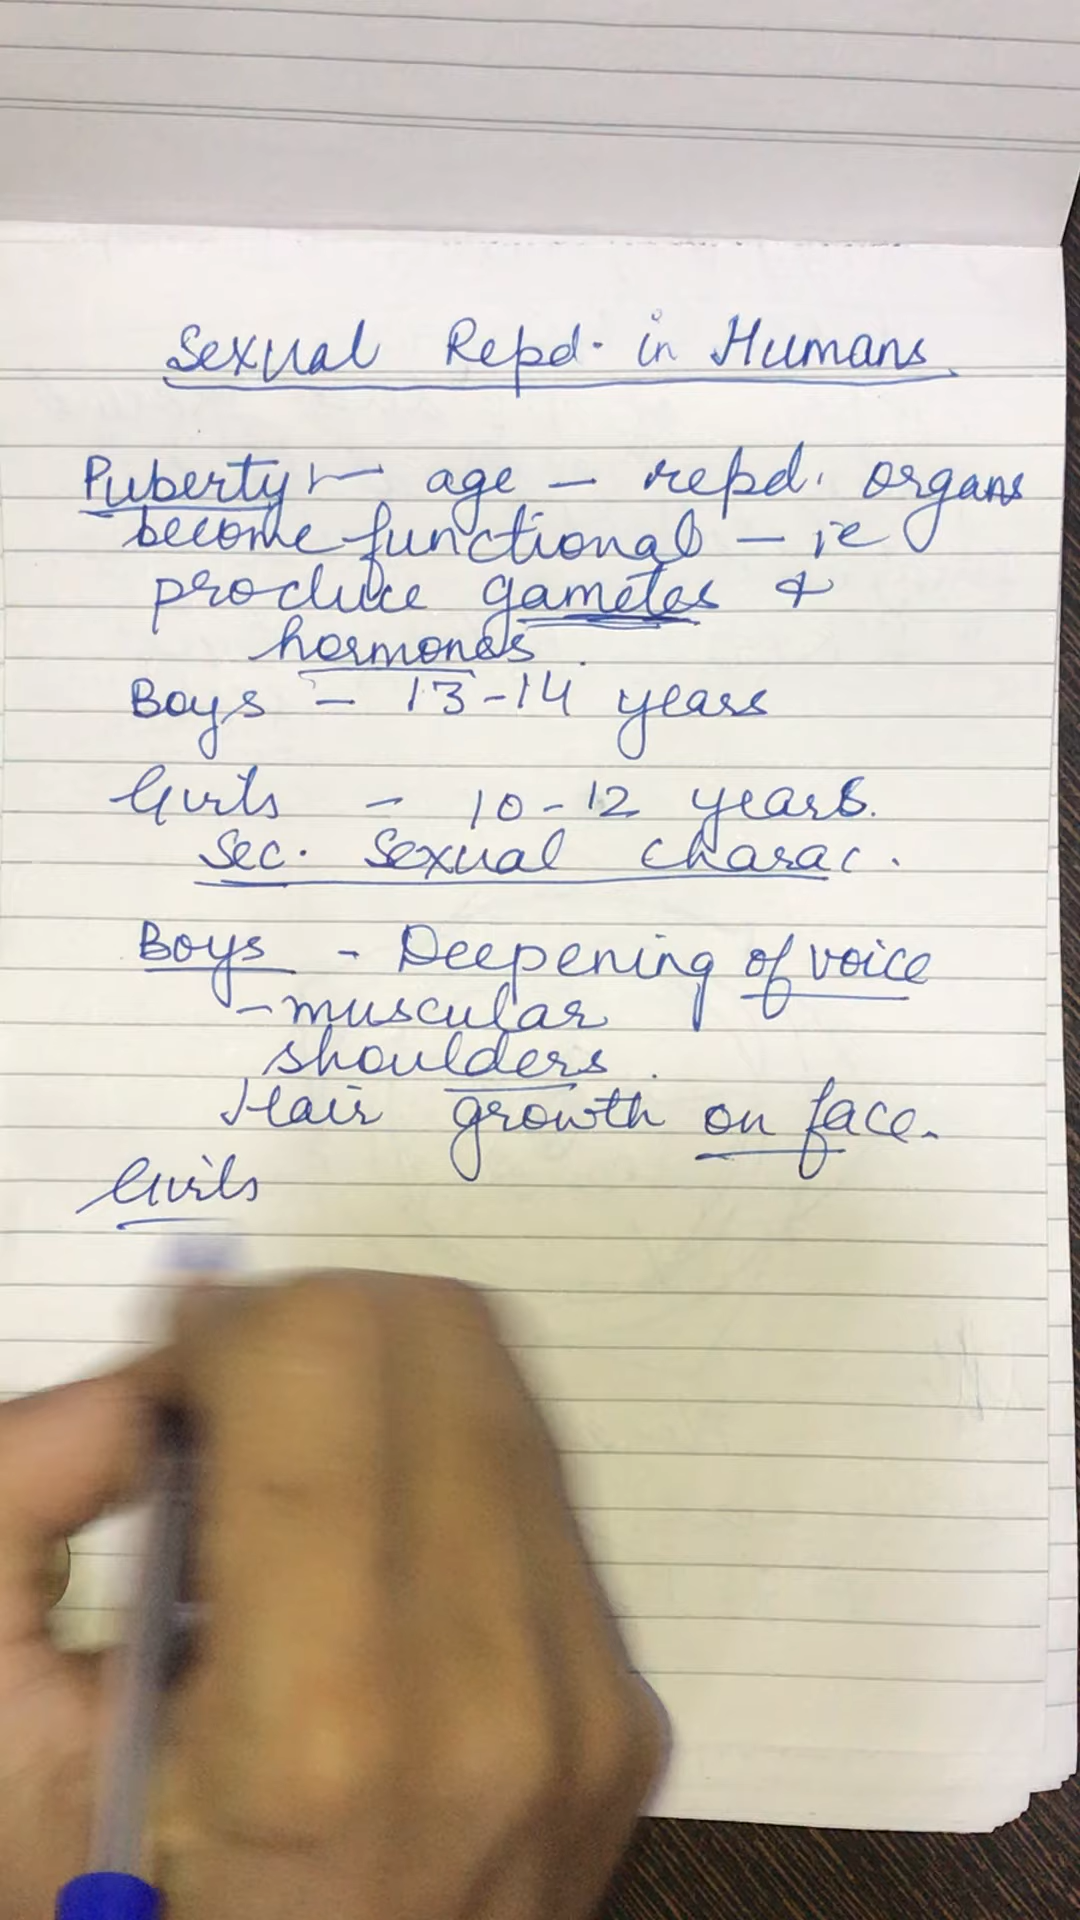 Sexual Repd. in Humans
Puberty :- age - repd. organs
become functional - ie
produce gametes &
hormones.
Boys - 13-14 years
Girls - 10-12 years.
Sec. Sexual Charac.
Boys - Deepening of voice
- muscular
shoulders.
Hair growth on face.
Girls